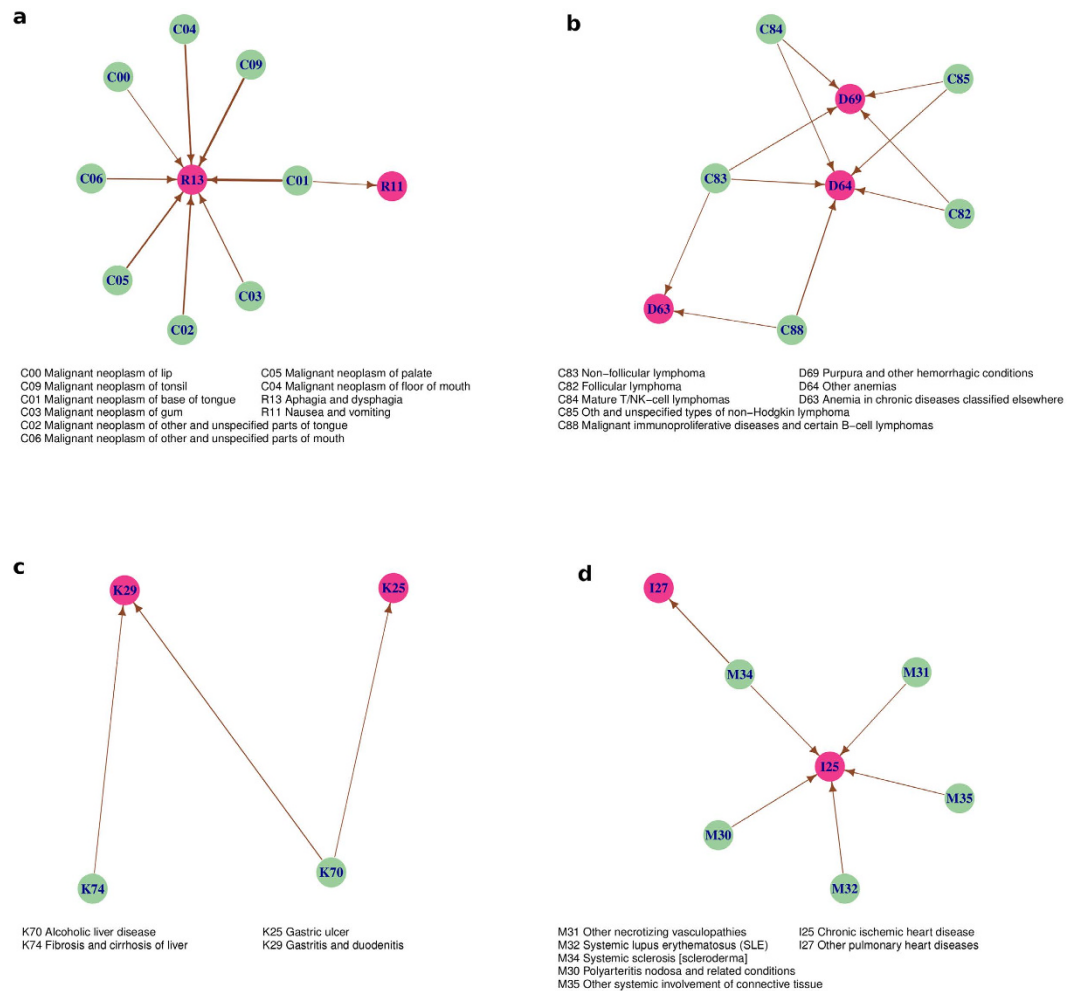 a
C04
C09
C00
C06
R13
C01
R11
C05
C03
C02
C00 Malignant neoplasm of lip
C09 Malignant neoplasm of tonsil
C01 Malignant neoplasm of base of tongue
C03 Malignant neoplasm of gum
C02 Malignant neoplasm of other and unspecified parts of tongue
C06 Malignant neoplasm of other and unspecified parts of mouth
C05 Malignant neoplasm of palate
C04 Malignant neoplasm of floor of mouth
R13 Aphagia and dysphagia
R11 Nausea and vomiting
b
C84
C85
D69
C83
D64
C82
D63
C88
C83 Non−follicular lymphoma
C82 Follicular lymphoma
C84 Mature T/NK−cell lymphomas
C85 Oth and unspecified types of non−Hodgkin lymphoma
C88 Malignant immunoproliferative diseases and certain B−cell lymphomas
D69 Purpura and other hemorrhagic conditions
D64 Other anemias
D63 Anemia in chronic diseases classified elsewhere
c
K29
K25
K70
K74
K70 Alcoholic liver disease
K74 Fibrosis and cirrhosis of liver
K25 Gastric ulcer
K29 Gastritis and duodenitis
d
I27
M34
M31
I25
M35
M30
M32
M31 Other necrotizing vasculopathies
M32 Systemic lupus erythematosus (SLE)
M34 Systemic sclerosis [scleroderma]
M30 Polyarteritis nodosa and related conditions
M35 Other systemic involvement of connective tissue
I25 Chronic ischemic heart disease
I27 Other pulmonary heart diseases